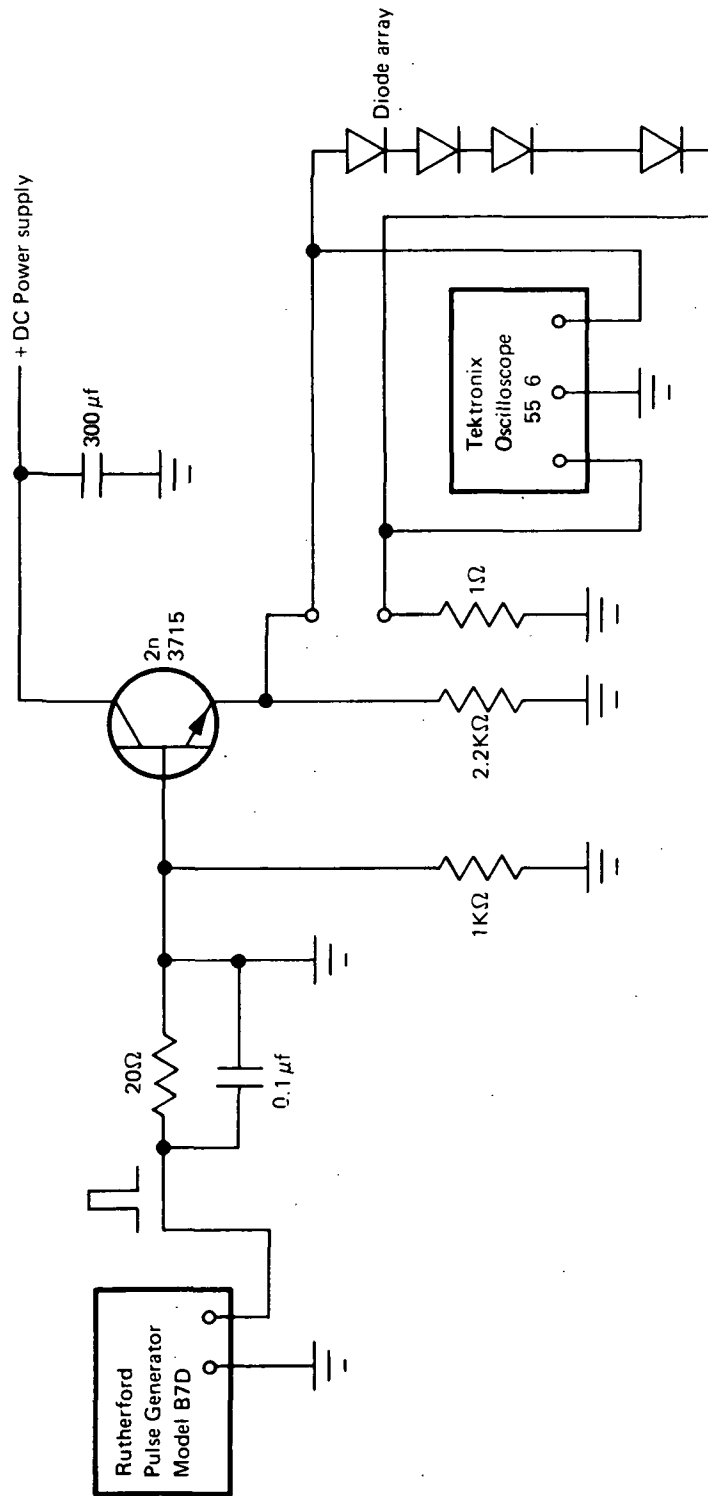 Rutherford
Pulse Generator
Model B7D
20Ω
0.1 μf
1KΩ
2n
3715
2.2KΩ
1Ω
+ DC Power supply
300 μf
Tektronix
Oscilloscope
55 6
Diode array